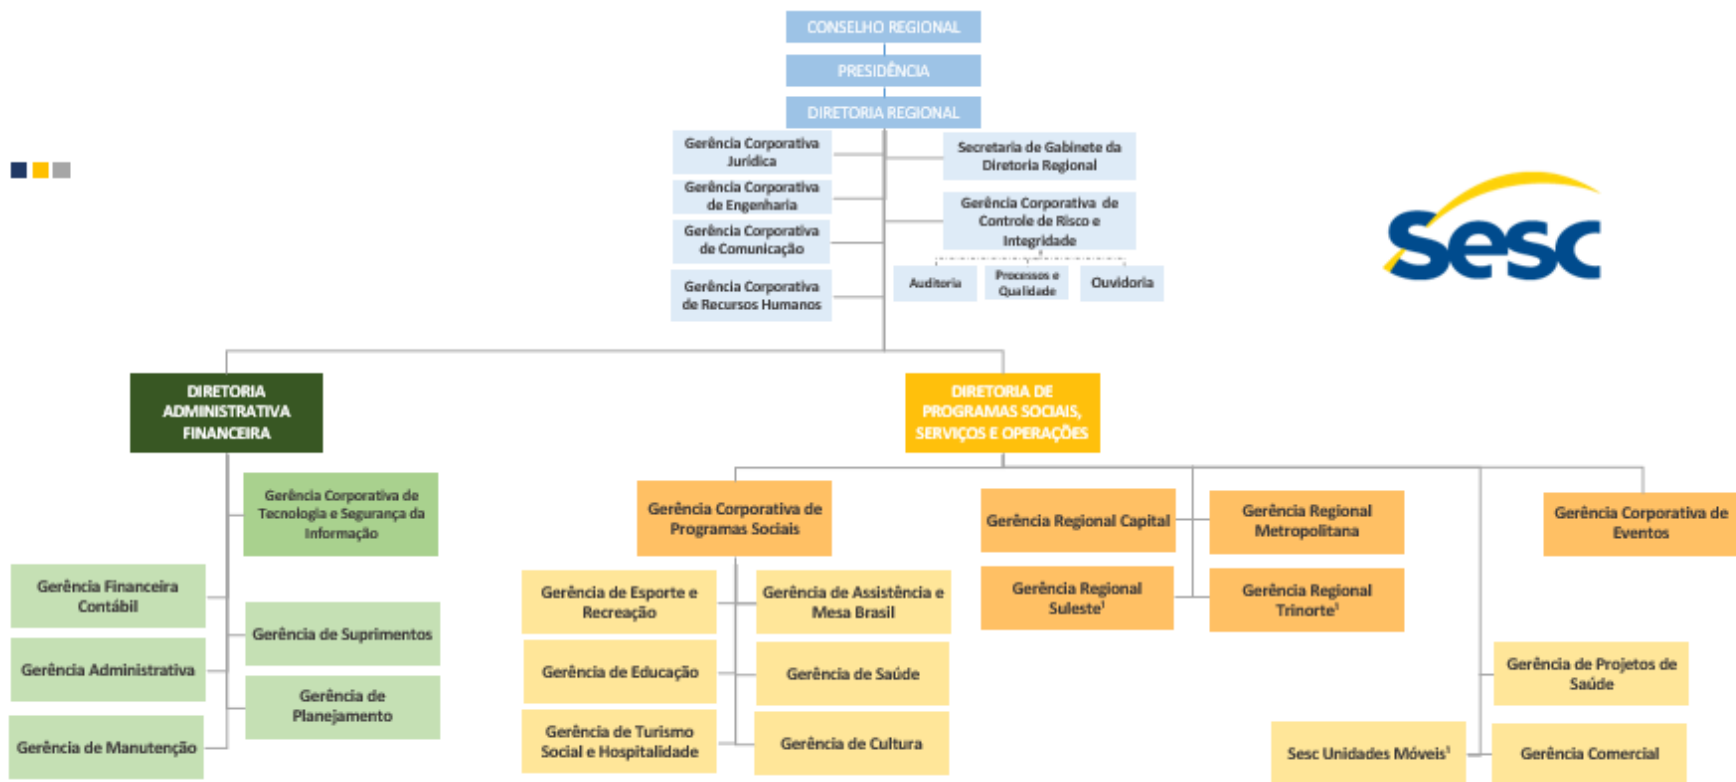 CONSELHO REGIONAL
PRESIDÊNCIA
DIRETORIA REGIONAL
Gerência Corporativa
Jurídica
Secretaria de Gabinete da
Diretoria Regional
Gerência Corporativa
de Engenharia
Gerência Corporativa de
Controle de Risco e
Integridade
Gerência Corporativa
de Comunicação
Auditoria
Processos e
Qualidade
Ouvidoria
Gerência Corporativa
de Recursos Humanos
Sesc
DIRETORIA
ADMINISTRATIVA
FINANCEIRA
DIRETORIA DE
PROGRAMAS SOCIAIS,
SERVIÇOS E OPERAÇÕES
Gerência Corporativa de
Tecnologia e Segurança da
Informação
Gerência Financeira
Contábil
Gerência de Suprimentos
Gerência Administrativa
Gerência de
Planejamento
Gerência de Manutenção
Gerência Corporativa de
Programas Sociais
Gerência de Esporte e
Recreação
Gerência de Assistência e
Mesa Brasil
Gerência de Educação
Gerência de Saúde
Gerência de Turismo
Social e Hospitalidade
Gerência de Cultura
Gerência Regional Capital
Gerência Regional
Metropolitana
Gerência Regional
Suleste¹
Gerência Regional
Trinorte¹
Gerência Corporativa de
Eventos
Gerência de Projetos de
Saúde
Sesc Unidades Móveis¹
Gerência Comercial